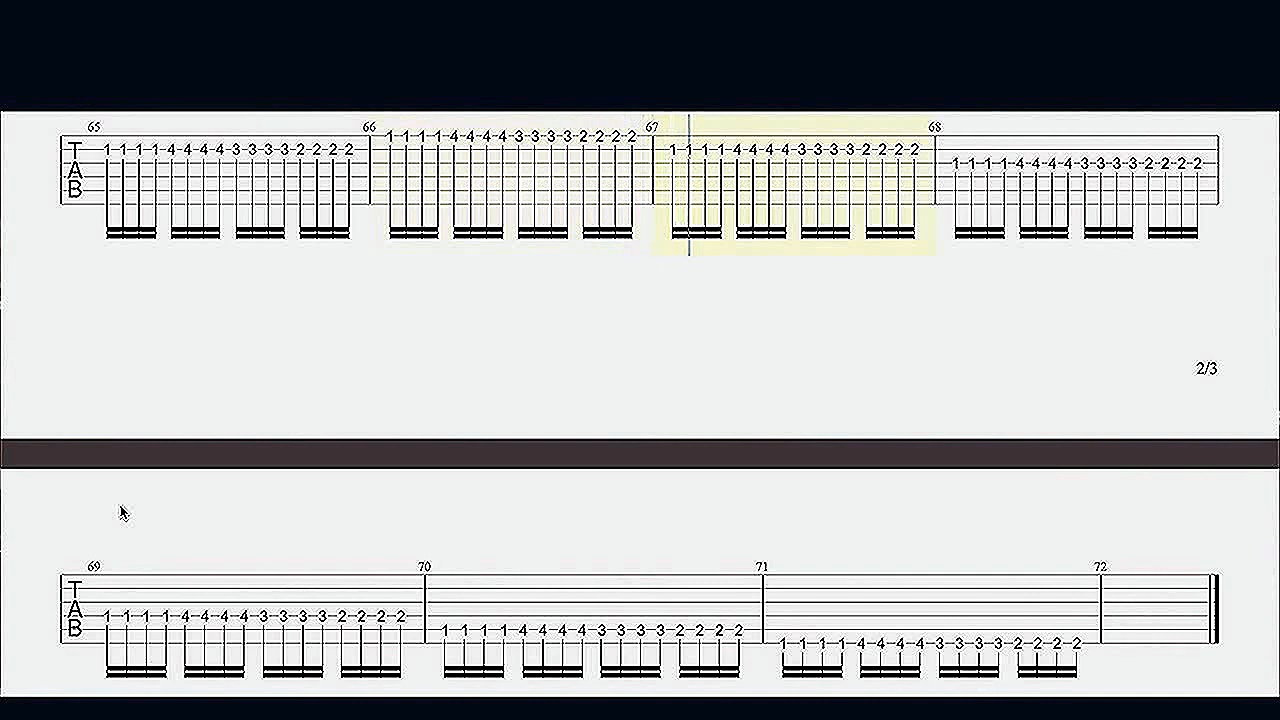 65 66 67 68
1 1 1 1 4 4 4 4 3 3 3 3 2 2 2 2
T 1 1 1 1 4 4 4 4 3 3 3 3 2 2 2 2 1 1 1 1 4 4 4 4 3 3 3 3 2 2 2 2
A 1 1 1 1 4 4 4 4 3 3 3 3 2 2 2 2
B
2/3
69 70 71 72
T
A 1 1 1 1 4 4 4 4 3 3 3 3 2 2 2 2
B 1 1 1 1 4 4 4 4 3 3 3 3 2 2 2 2
1 1 1 1 4 4 4 4 3 3 3 3 2 2 2 2